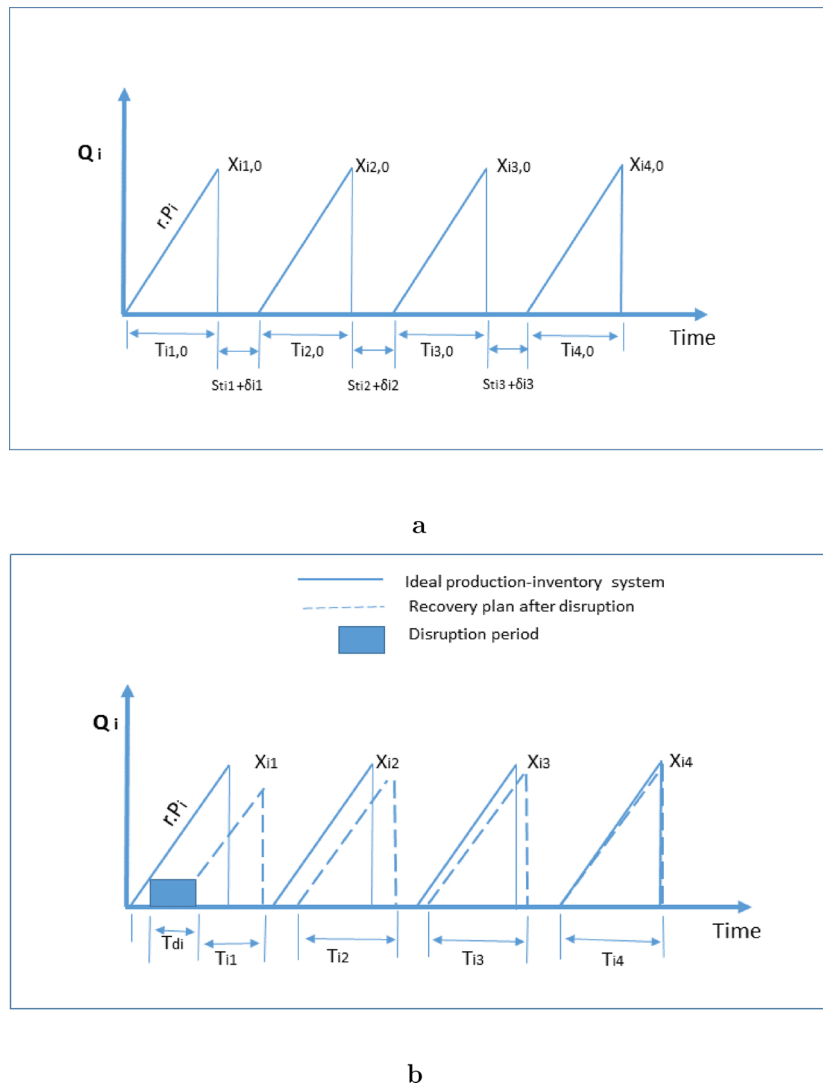 Q i
r.Pi
Xi1,0
Xi2,0
Xi3,0
Xi4,0
Time
Ti1,0
Ti2,0
Ti3,0
Ti4,0
Sti1+δi1
Sti2+δi2
Sti3+δi3
a
Ideal production-inventory system
Recovery plan after disruption
Disruption period
Q i
r.Pi
Xi1
Xi2
Xi3
Xi4
Time
Tdi
Ti1
Ti2
Ti3
Ti4
b